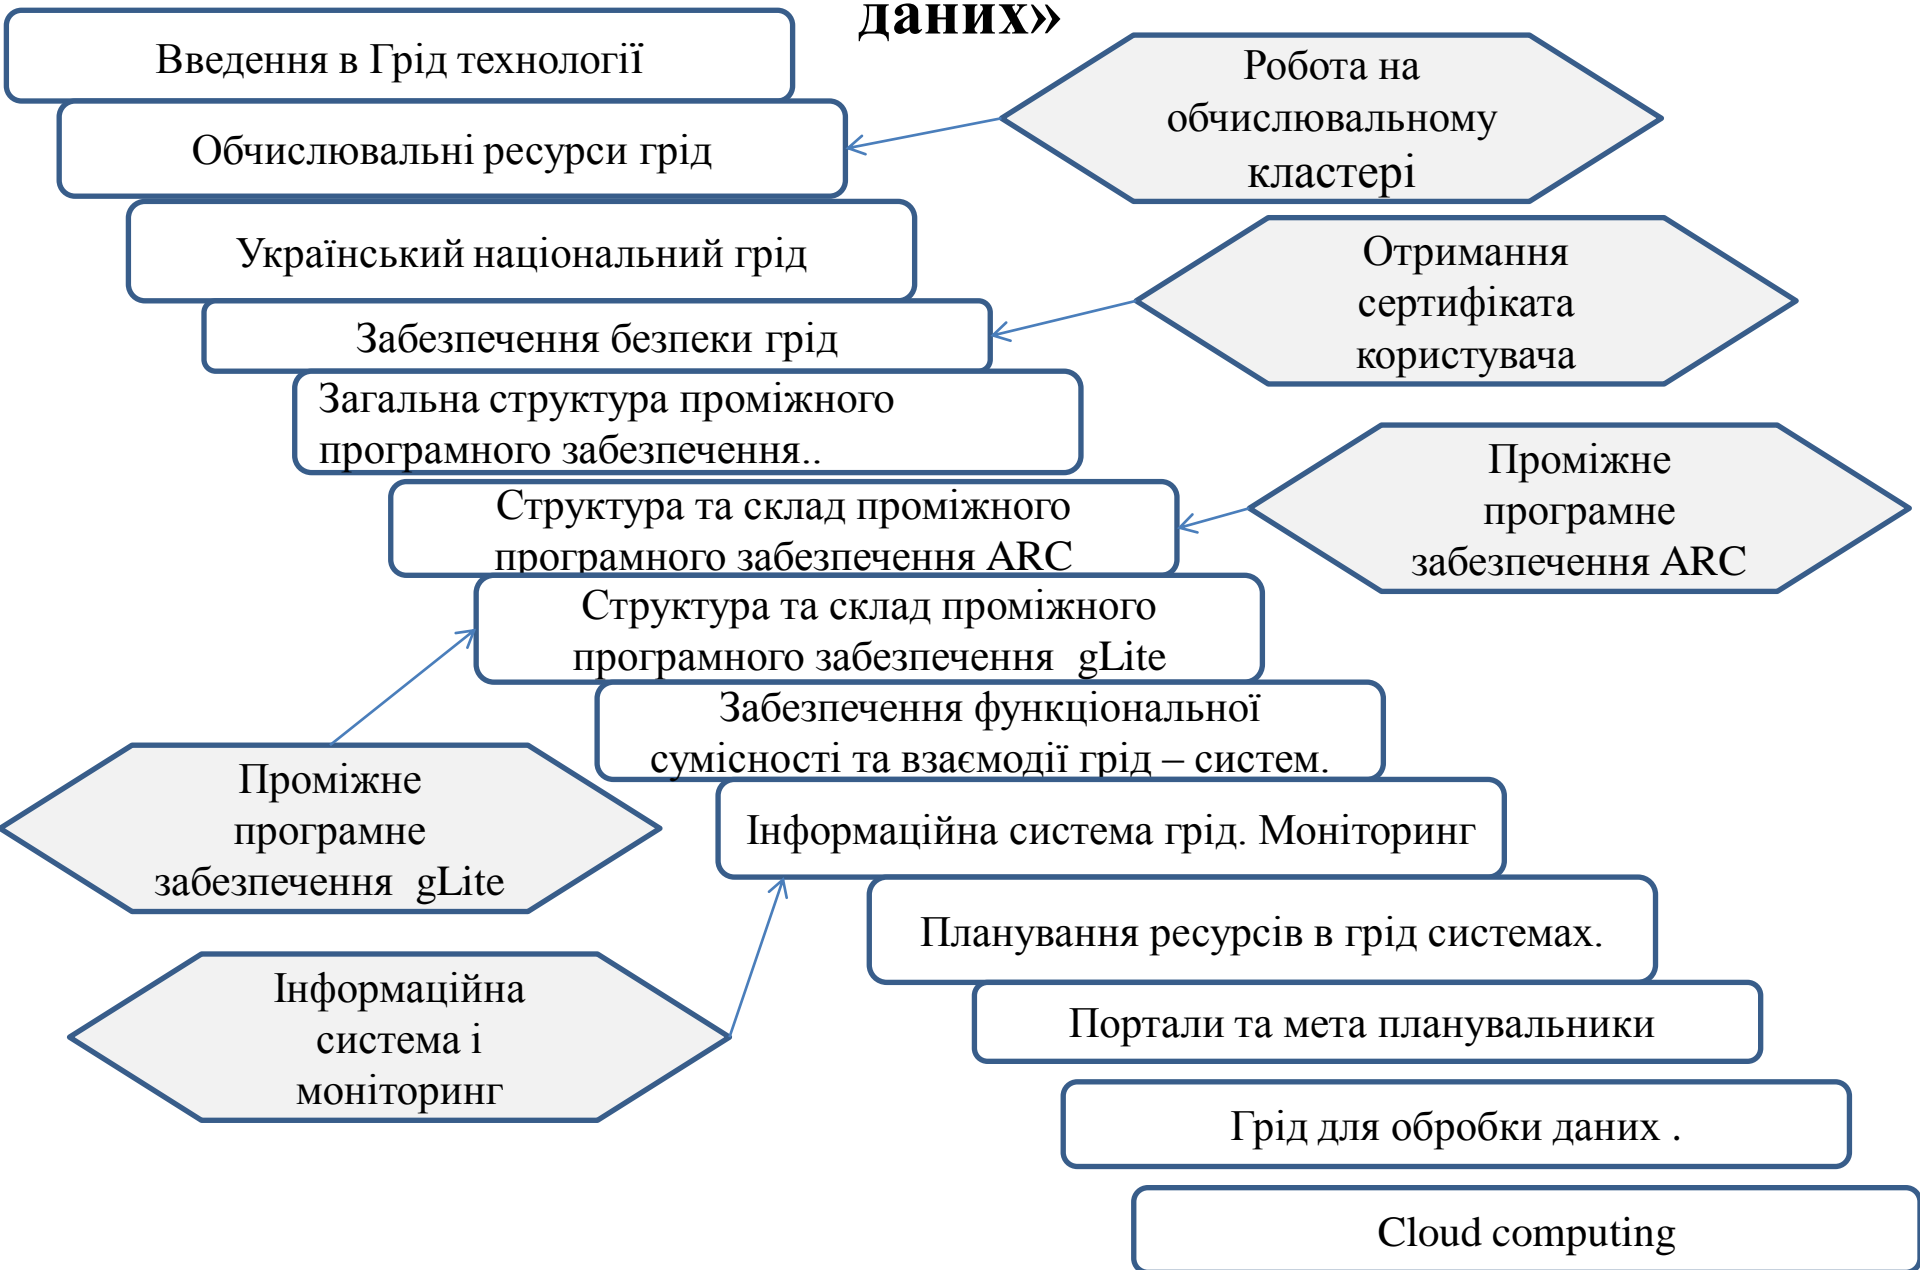 даних»
Введення в Грід технології
Робота на
обчислювальному
кластері
Обчислювальні ресурси грід
Український національний грід
Отримання
сертифіката
користувача
Забезпечення безпеки грід
Загальна структура проміжного
програмного забезпечення..
Проміжне
програмне
забезпечення ARC
Структура та склад проміжного
програмного забезпечення ARC
Структура та склад проміжного
програмного забезпечення gLite
Забезпечення функціональної
сумісності та взаємодії грід – систем.
Проміжне
програмне
забезпечення gLite
Інформаційна система грід. Моніторинг
Планування ресурсів в грід системах.
Інформаційна
система і
моніторинг
Портали та мета планувальники
Грід для обробки даних .
Cloud computing